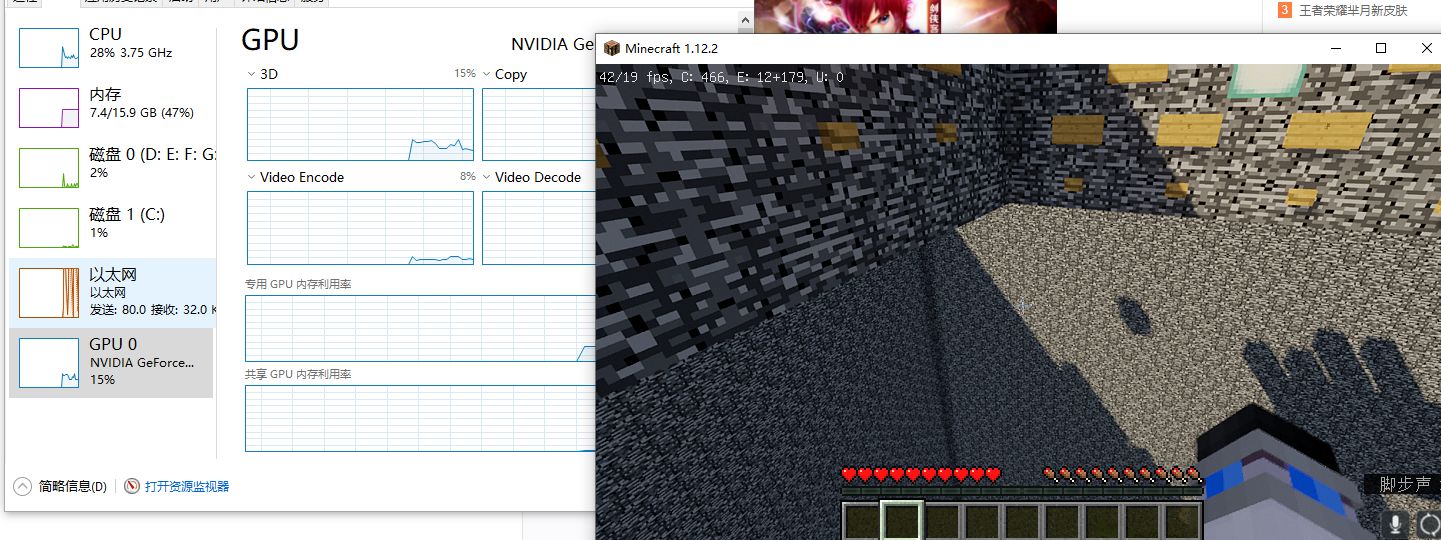 CPU
28% 3.75 GHz
内存
7.4/15.9 GB (47%)
磁盘 0 (D: E: F: G:
2%
磁盘 1 (C:)
1%
以太网
以太网
发送: 80.0 接收: 32.0 K
GPU 0
NVIDIA GeForce...
15%
简略信息(D)
打开资源监视器
GPU
NVIDIA Ge
3D
15%
Copy
Video Encode
8%
Video Decode
专用 GPU 内存利用率
共享 GPU 内存利用率
剑侠客
3 王者荣耀芈月新皮肤
Minecraft 1.12.2
42/19 fps, C: 466, E: 12+179, U: 0
脚步声